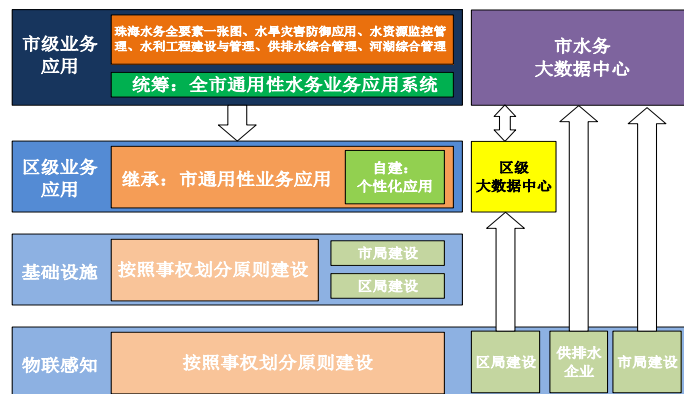 市级业务
应用
珠海水务全要素一张图、水旱灾害防御应用、水资源监控管
理、水利工程建设与管理、供排水综合管理、河湖综合管理
统筹：全市通用性水务业务应用系统
市水务
大数据中心
区级业务
应用
继承：市通用性业务应用
自建：
个性化应用
区级
大数据中心
基础设施
按照事权划分原则建设
市局建设
区局建设
物联感知
按照事权划分原则建设
区局建设
供排水
企业
市局建设